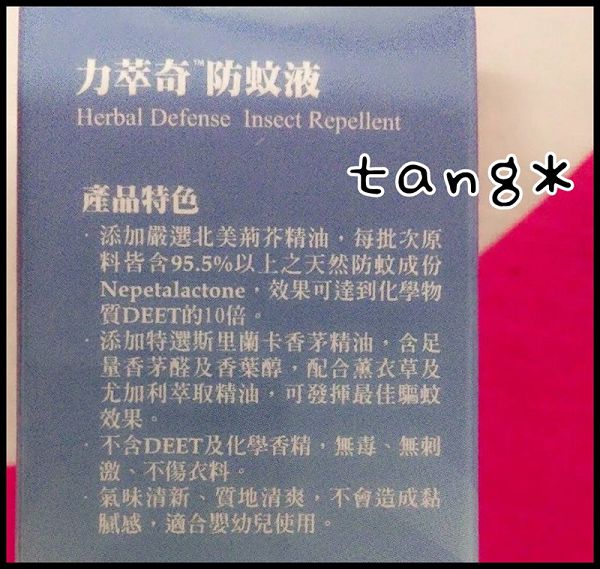 力萃奇™防蚊液
Herbal Defense Insect Repellent
tang*
產品特色
·添加嚴選北美荊芥精油，每批次原
料皆含95.5%以上之天然防蚊成份
Nepetalactone，效果可達到化學物
質DEET的10倍。
·添加特選斯里蘭卡香茅精油，含足
量香茅醛及香葉醇，配合薰衣草及
尤加利萃取精油，可發揮最佳驅蚊
效果。
·不含DEET及化學香精，無毒、無刺
激、不傷衣料。
·氣味清新、質地清爽，不會造成黏
膩感，適合嬰幼兒使用。